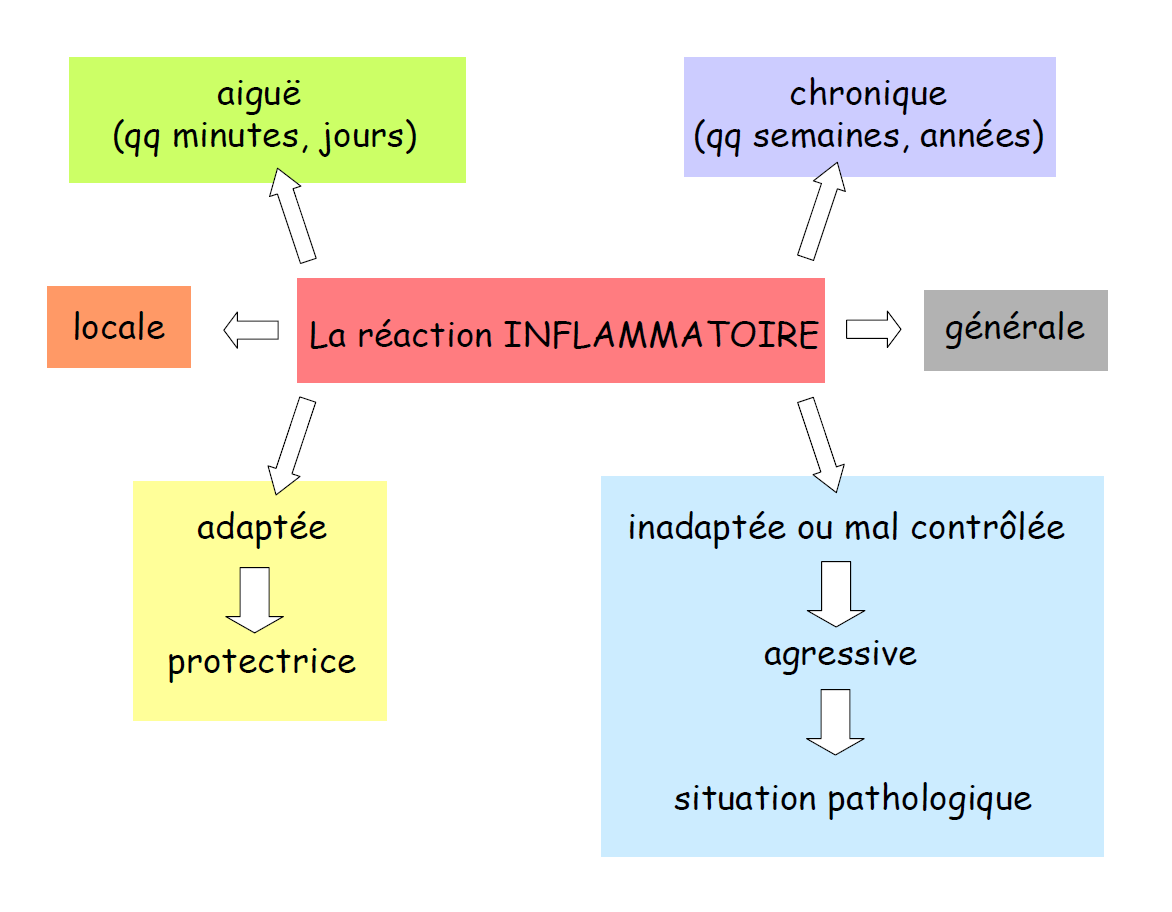 aiguë
(qq minutes, jours)
chronique
(qq semaines, années)
locale
La réaction INFLAMMATOIRE
générale
adaptée
protectrice
inadaptée ou mal contrôlée
agressive
situation pathologique